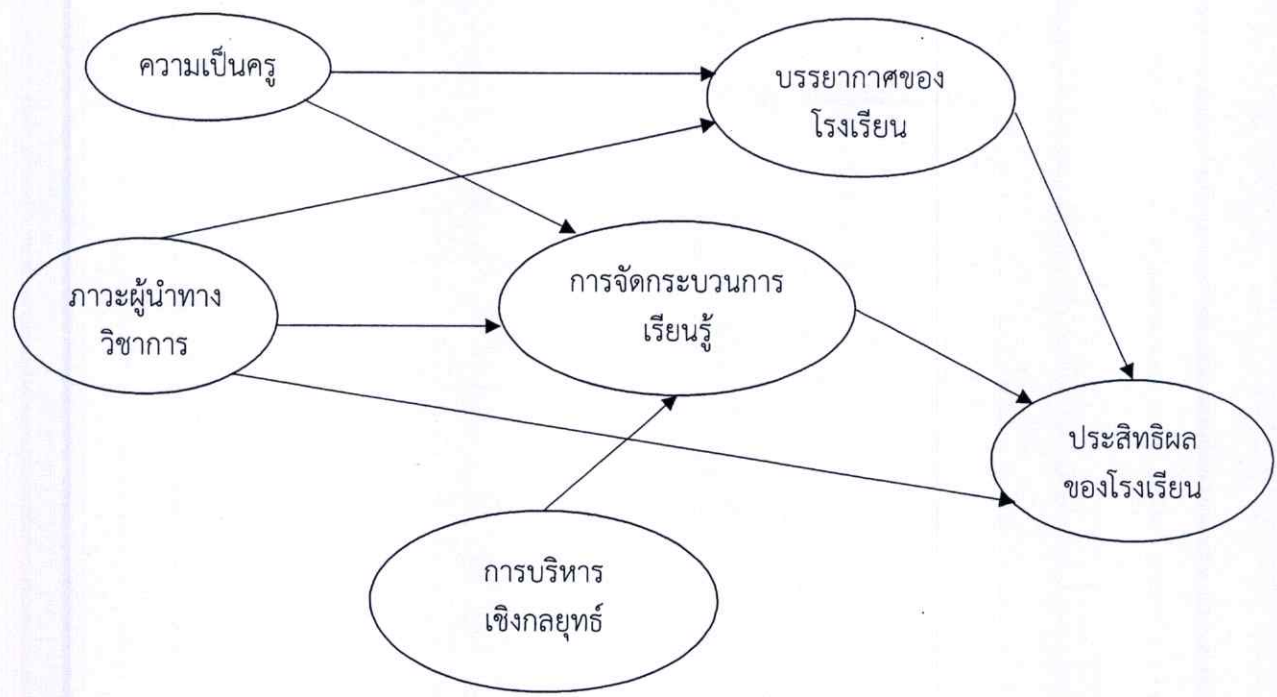 ความเป็นครู
บรรยากาศของ
โรงเรียน
ภาวะผู้นำทาง
วิชาการ
การจัดกระบวนการ
เรียนรู้
ประสิทธิผล
ของโรงเรียน
การบริหาร
เชิงกลยุทธ์